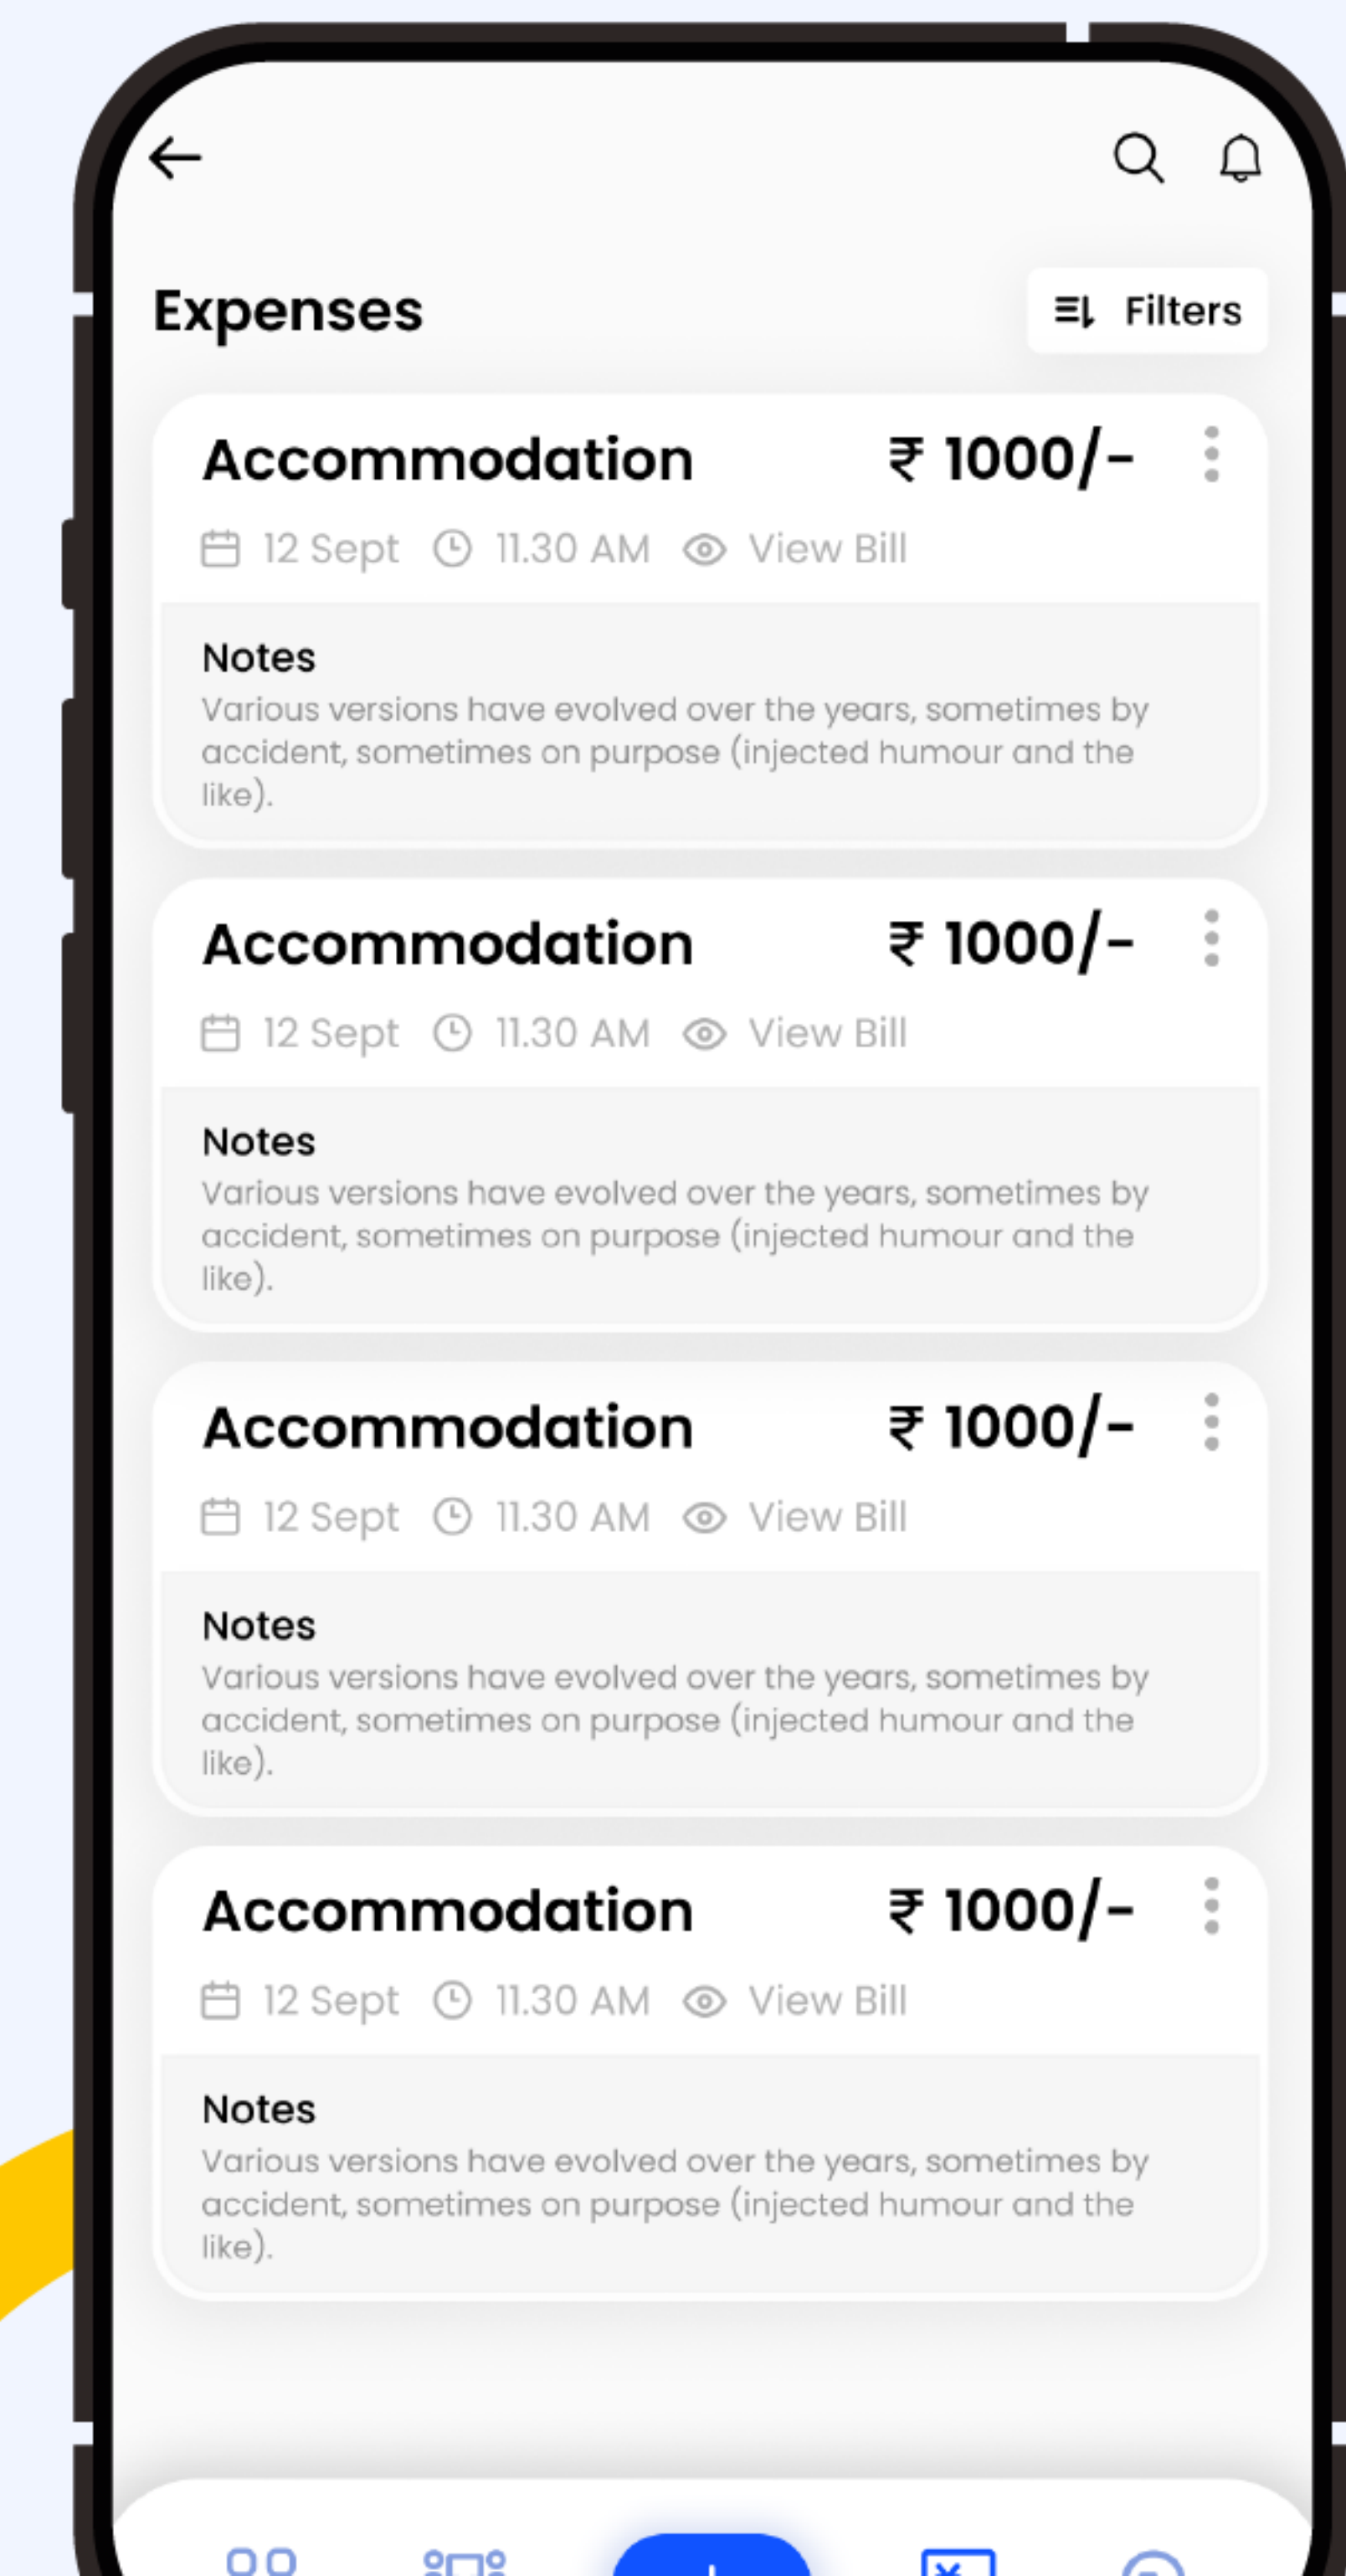 Expenses
Filters
Accommodation ₹ 1000/-
12 Sept 11.30 AM View Bill
Notes
Various versions have evolved over the years, sometimes by
accident, sometimes on purpose (injected humour and the
like).
Accommodation ₹ 1000/-
12 Sept 11.30 AM View Bill
Notes
Various versions have evolved over the years, sometimes by
accident, sometimes on purpose (injected humour and the
like).
Accommodation ₹ 1000/-
12 Sept 11.30 AM View Bill
Notes
Various versions have evolved over the years, sometimes by
accident, sometimes on purpose (injected humour and the
like).
Accommodation ₹ 1000/-
12 Sept 11.30 AM View Bill
Notes
Various versions have evolved over the years, sometimes by
accident, sometimes on purpose (injected humour and the
like).